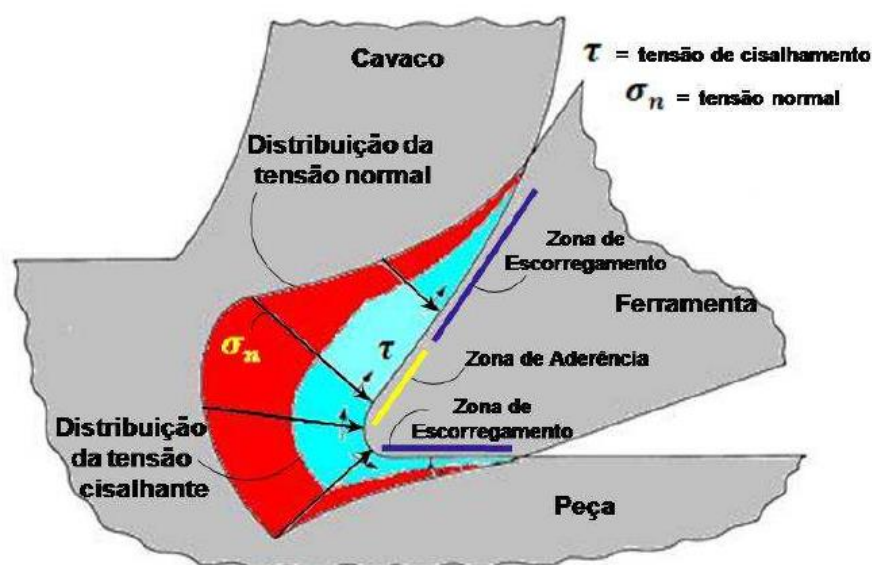 Cavaco
τ = tensão de cisalhamento
σn = tensão normal
Distribuição da
tensão normal
Zona de
Escorregamento
Ferramenta
σn
τ
Zona de Aderência
Zona de
Escorregamento
Distribuição
da tensão
cisalhante
Peça